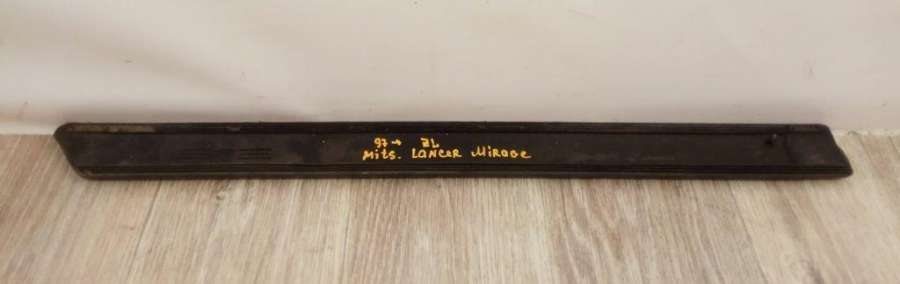 97→ ZL
Mits. LANCER MiRAGE